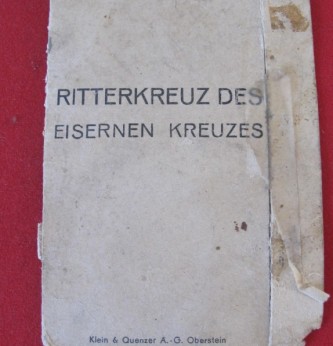 RITTERKREUZ DES
EISERNEN KREUZES
Klein & Quenzer A.-G. Oberstein